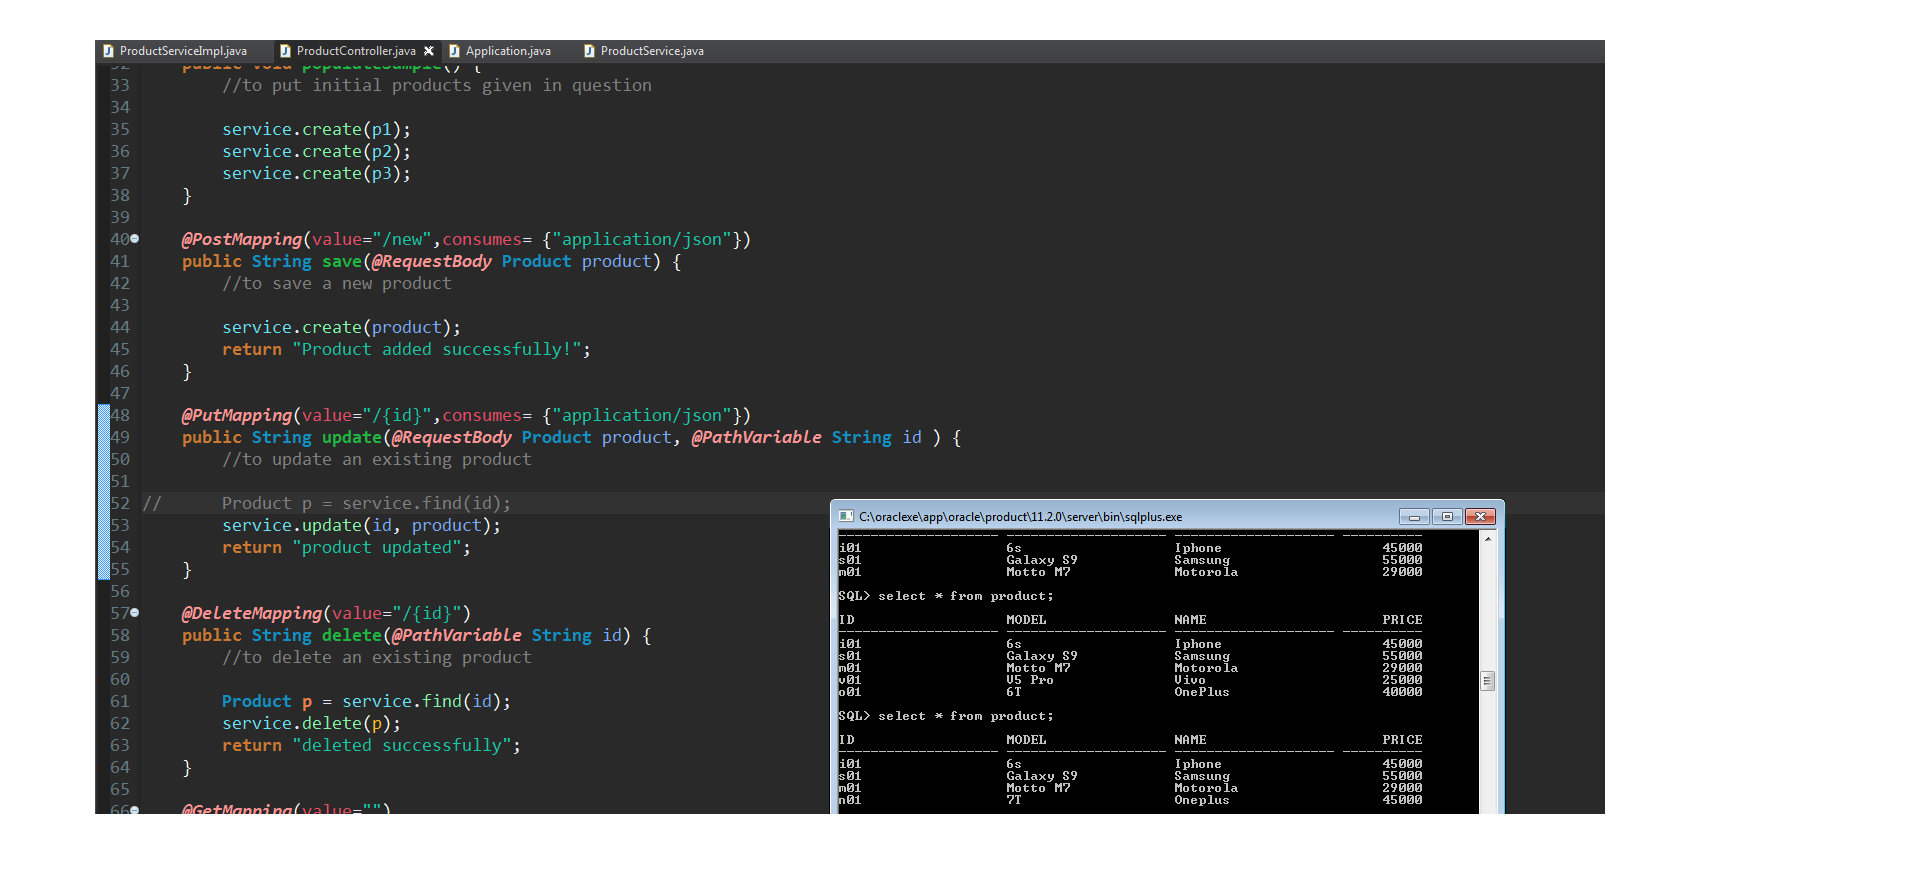 ProductServiceImpl.java ProductController.java Application.java ProductService.java
32 public void populateSample() {
33 //to put initial products given in question
34
35 service.create(p1);
36 service.create(p2);
37 service.create(p3);
38 }
39
40 @PostMapping(value="/new",consumes= {"application/json"})
41 public String save(@RequestBody Product product) {
42 //to save a new product
43
44 service.create(product);
45 return "Product added successfully!";
46 }
47
48 @PutMapping(value="/{id}",consumes= {"application/json"})
49 public String update(@RequestBody Product product, @PathVariable String id ) {
50 //to update an existing product
51
52 // Product p = service.find(id);
53 service.update(id, product);
54 return "product updated";
55 }
56
57 @DeleteMapping(value="/{id}")
58 public String delete(@PathVariable String id) {
59 //to delete an existing product
60
61 Product p = service.find(id);
62 service.delete(p);
63 return "deleted successfully";
64 }
65
66 @GetMapping(value="")
C:\oraclexe\app\oracle\product\11.2.0\server\bin\sqlplus.exe
i01 6s Iphone 45000
s01 Galaxy S9 Samsung 55000
m01 Motto M7 Motorola 29000
SQL> select * from product;
ID MODEL NAME PRICE
i01 6s Iphone 45000
s01 Galaxy S9 Samsung 55000
m01 Motto M7 Motorola 29000
v01 V5 Pro Vivo 25000
o01 6T OnePlus 40000
SQL> select * from product;
ID MODEL NAME PRICE
i01 6s Iphone 45000
s01 Galaxy S9 Samsung 55000
m01 Motto M7 Motorola 29000
n01 7T Oneplus 45000